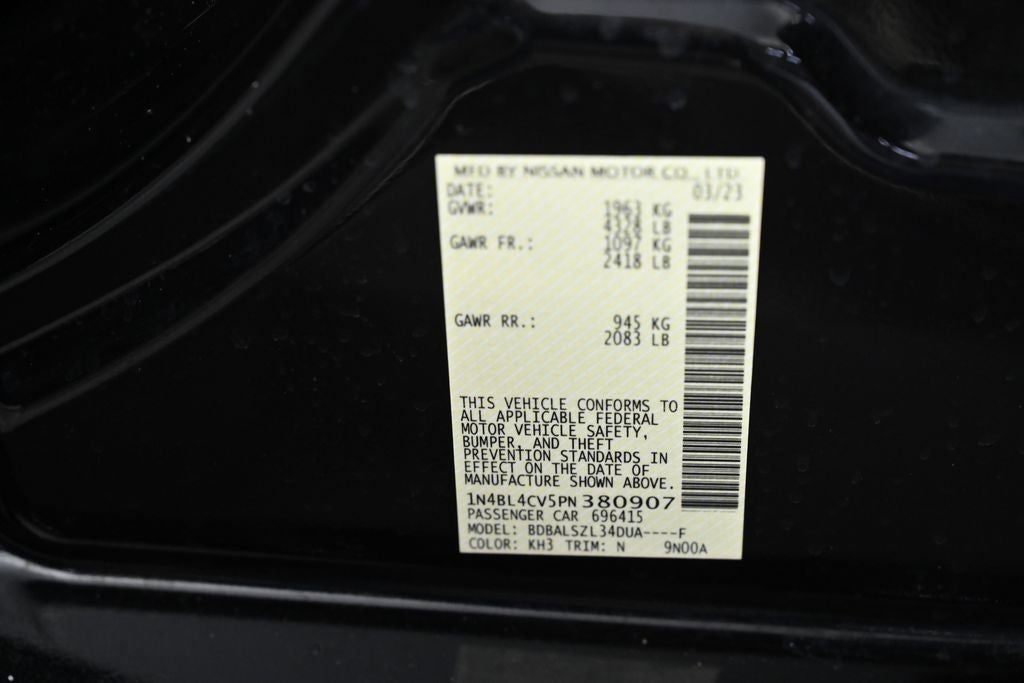 MFD BY NISSAN MOTOR CO., LTD.
DATE: 03/23
GVWR: 1963 KG
4328 LB
GAWR FR.: 1097 KG
2418 LB
GAWR RR.: 945 KG
2083 LB
THIS VEHICLE CONFORMS TO
ALL APPLICABLE FEDERAL
MOTOR VEHICLE SAFETY,
BUMPER, AND THEFT
PREVENTION STANDARDS IN
EFFECT ON THE DATE OF
MANUFACTURE SHOWN ABOVE.
1N4BL4CV5PN380907
PASSENGER CAR 696415
MODEL: BDBALSZL34DUA----F
COLOR: KH3 TRIM: N 9N00A